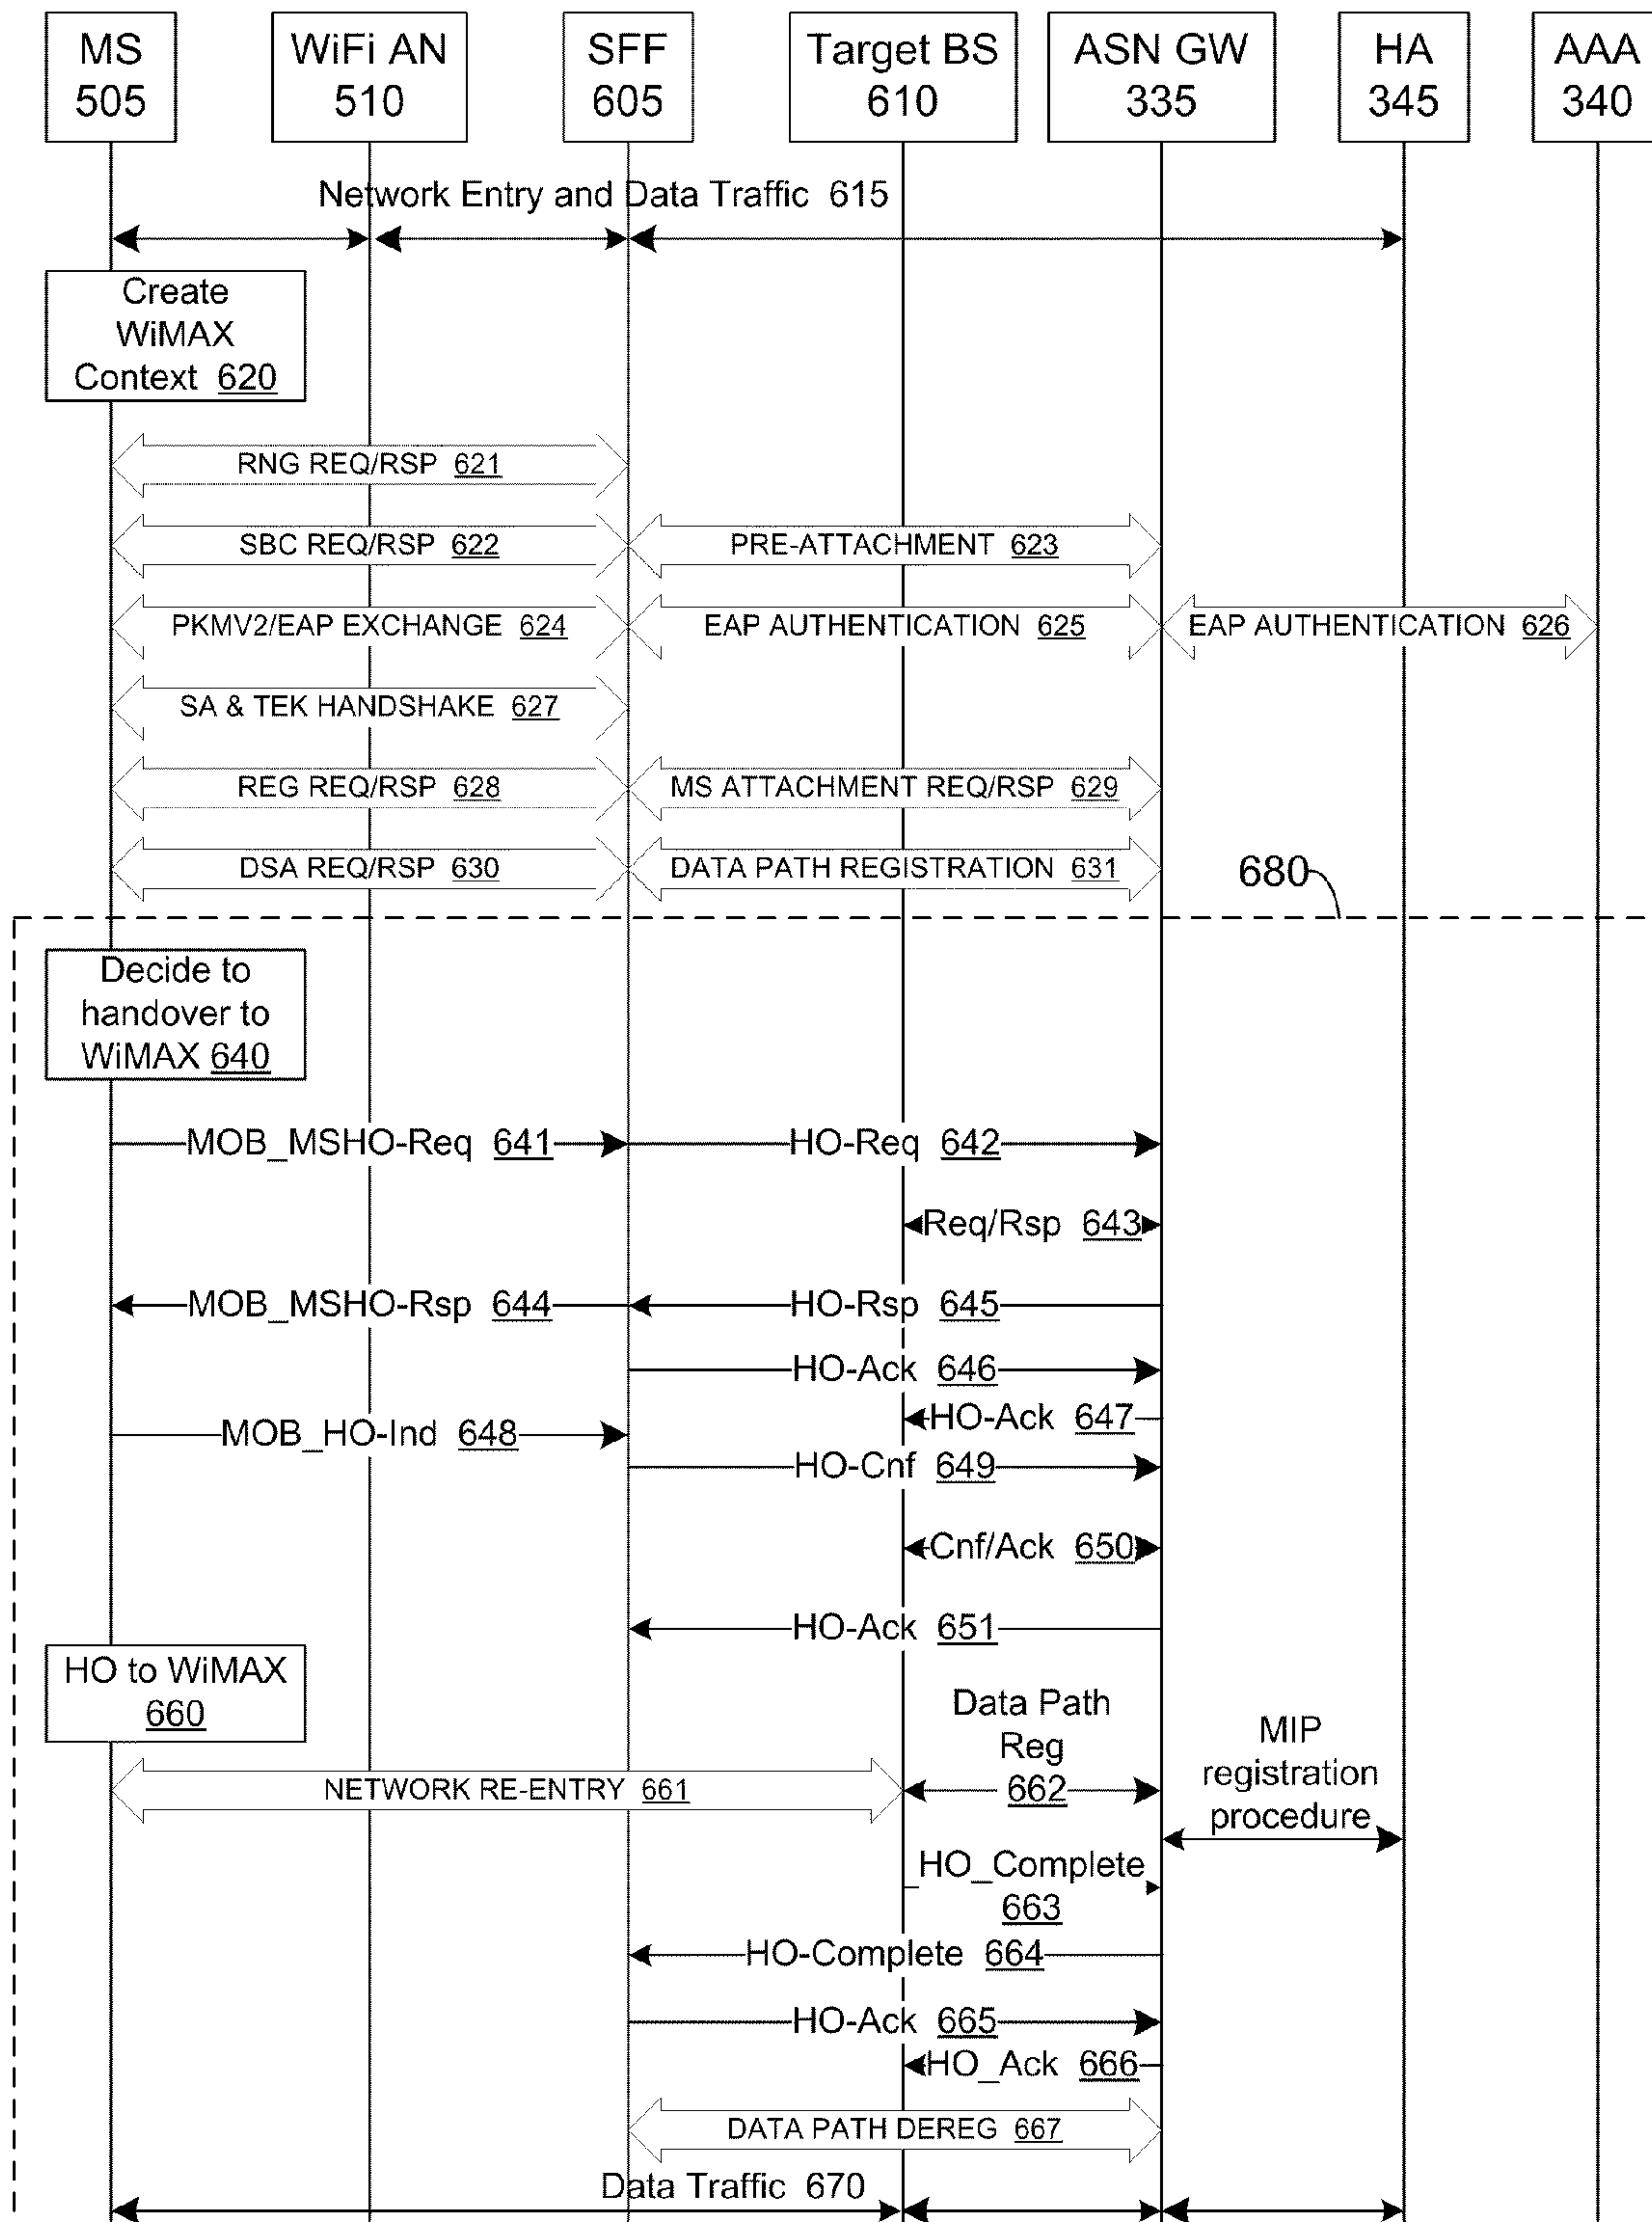 MS
505
WiFi AN
510
SFF
605
Target BS
610
ASN GW
335
HA
345
AAA
340
Network Entry and Data Traffic 615
Create
WiMAX
Context 620
RNG REQ/RSP 621
SBC REQ/RSP 622
PRE-ATTACHMENT 623
PKMV2/EAP EXCHANGE 624
EAP AUTHENTICATION 625
EAP AUTHENTICATION 626
SA & TEK HANDSHAKE 627
REG REQ/RSP 628
MS ATTACHMENT REQ/RSP 629
DSA REQ/RSP 630
DATA PATH REGISTRATION 631
680
Decide to
handover to
WiMAX 640
MOB_MSHO-Req 641
HO-Req 642
Req/Rsp 643
MOB_MSHO-Rsp 644
HO-Rsp 645
HO-Ack 646
HO-Ack 647
MOB_HO-Ind 648
HO-Cnf 649
Cnf/Ack 650
HO-Ack 651
HO to WiMAX
660
Data Path
Reg
662
MIP
registration
procedure
NETWORK RE-ENTRY 661
HO_Complete
663
HO-Complete 664
HO-Ack 665
HO_Ack 666
DATA PATH DEREG 667
Data Traffic 670